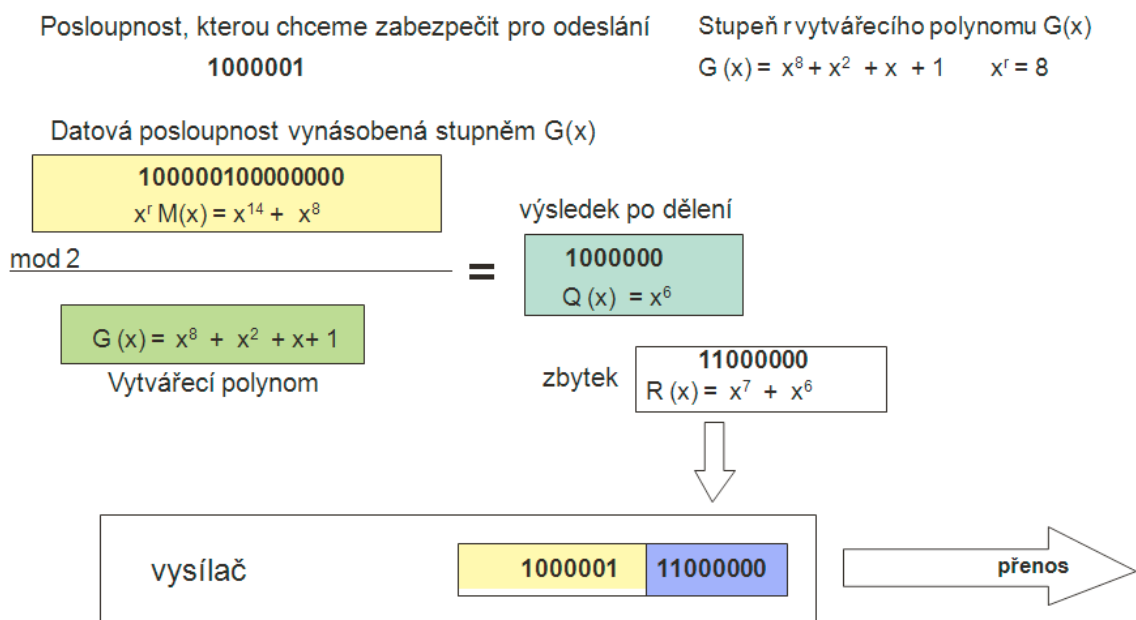 Posloupnost, kterou chceme zabezpečit pro odeslání
1000001
Stupeň r vytvářecího polynomu G(x)
G (x) = x⁸ + x² + x + 1 xʳ = 8
Datová posloupnost vynásobená stupněm G(x)
100000100000000
xʳ M(x) = x¹⁴ + x⁸
mod 2
G (x) = x⁸ + x² + x+ 1
Vytvářecí polynom
=
výsledek po dělení
1000000
Q (x) = x⁶
zbytek
11000000
R (x) = x⁷ + x⁶
vysílač
1000001 11000000
přenos